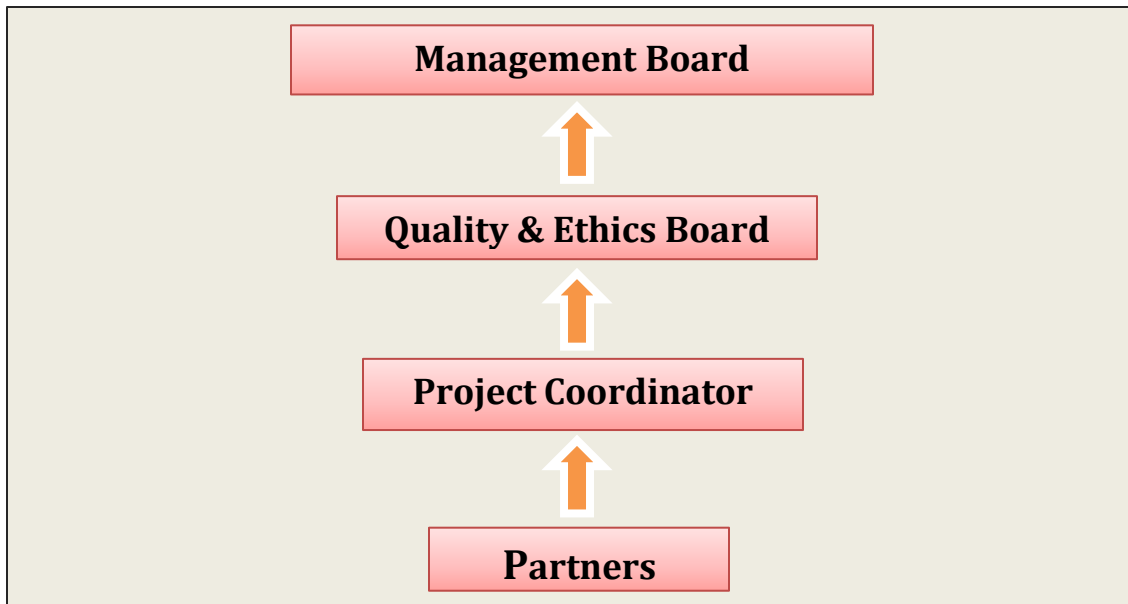 Management Board
Quality & Ethics Board
Project Coordinator
Partners